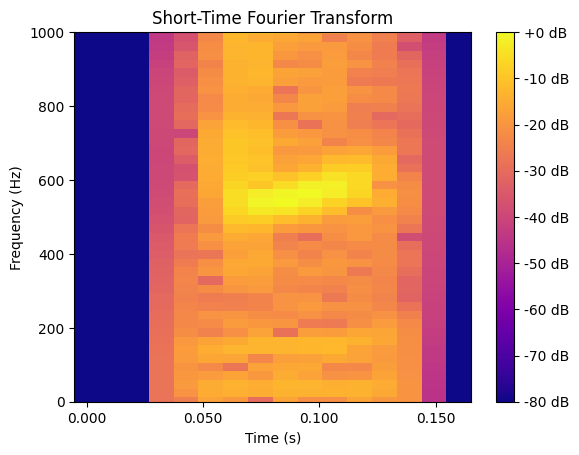 Short-Time Fourier Transform
1000
800
600
400
200
0
Frequency (Hz)
0.000
0.050
0.100
0.150
Time (s)
+0 dB
-10 dB
-20 dB
-30 dB
-40 dB
-50 dB
-60 dB
-70 dB
-80 dB